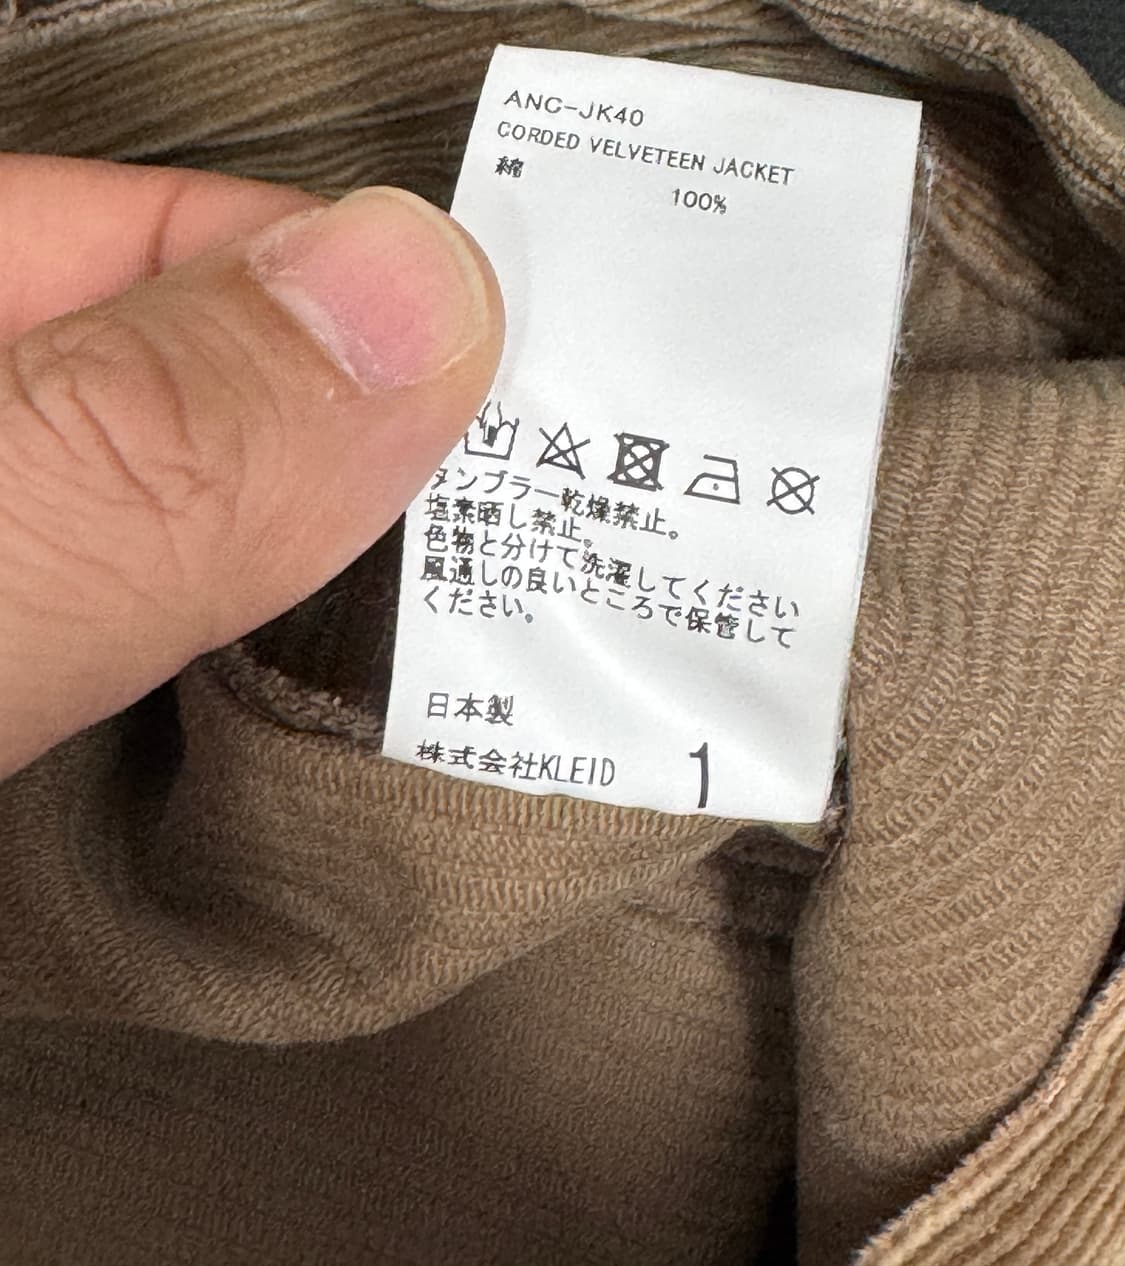 ANC-JK40
CORDED VELVETEEN JACKET
綿 100%
タンブラー乾燥禁止。
塩素晒し禁止。
色物と分けて洗濯してください
風通しの良いところで保管して
ください。
日本製
株式会社KLEID
1